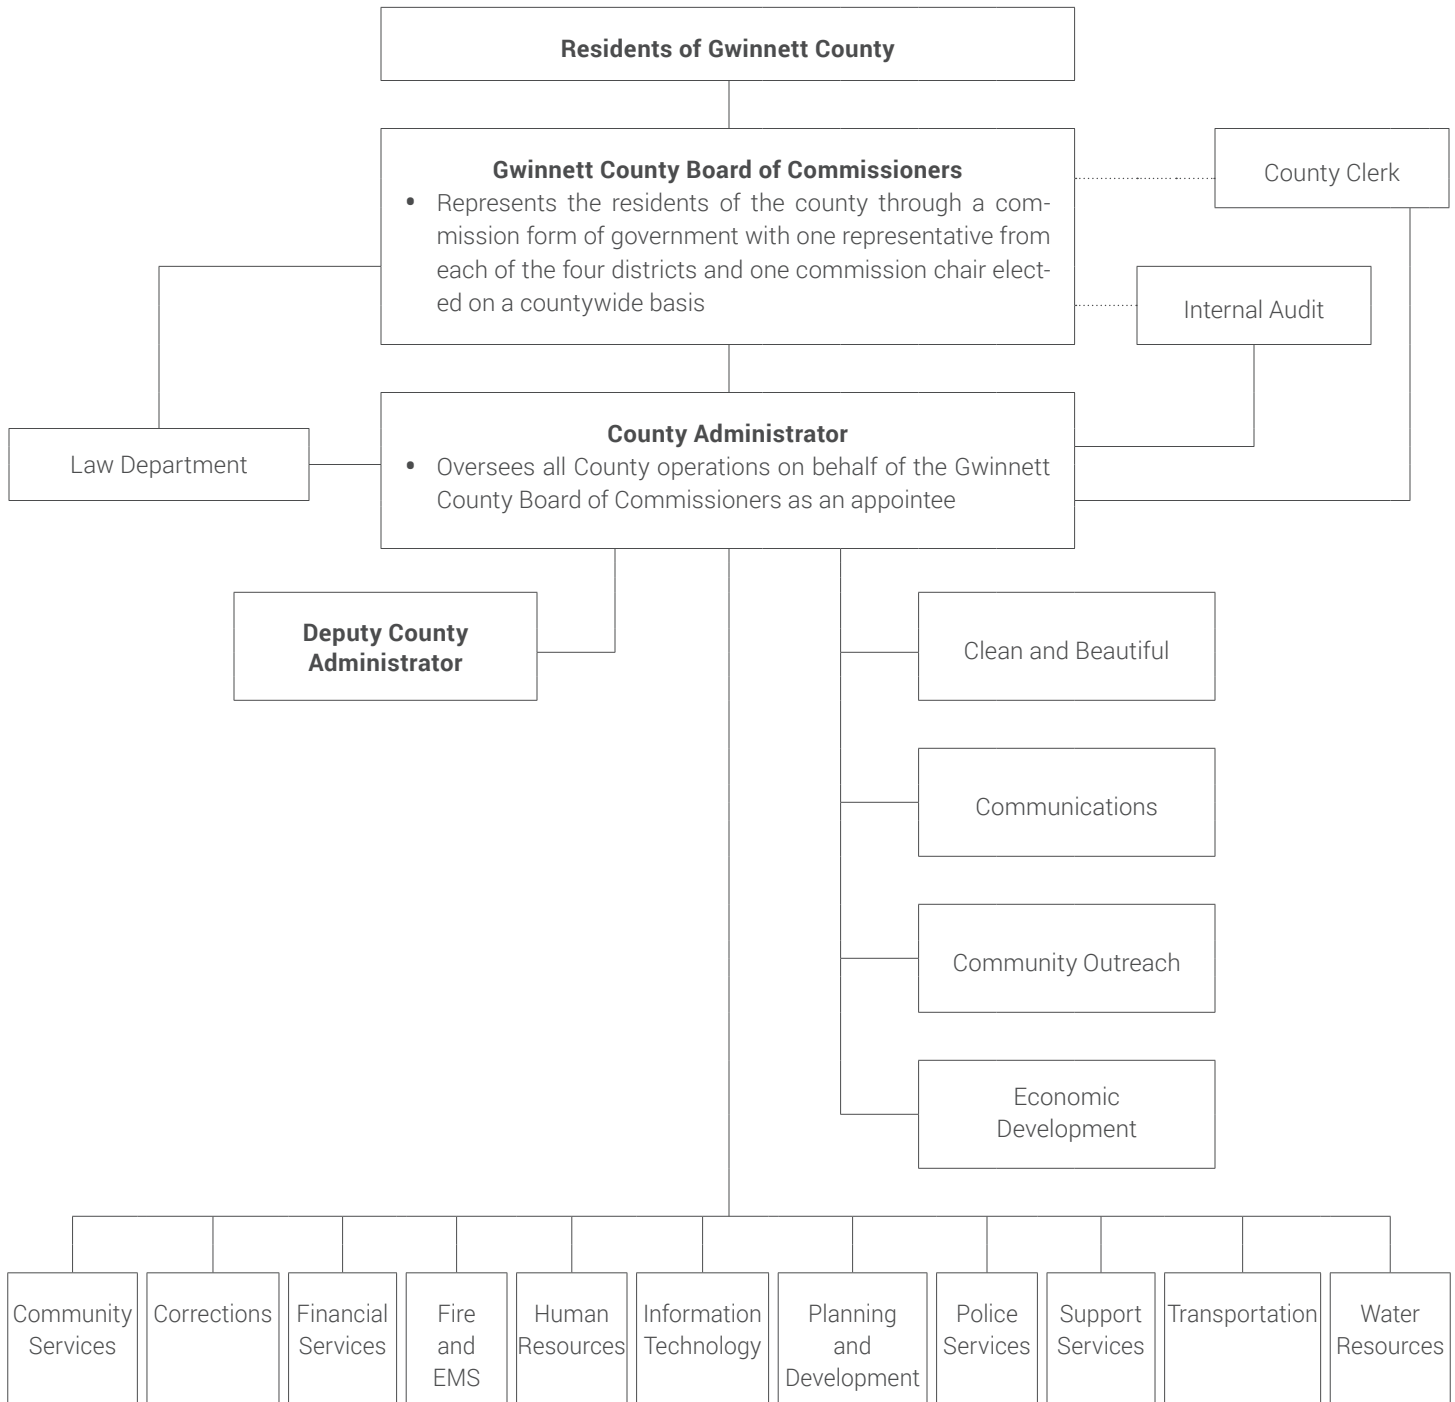 Residents of Gwinnett County
Gwinnett County Board of Commissioners
• Represents the residents of the county through a com-
mission form of government with one representative from
each of the four districts and one commission chair elect-
ed on a countywide basis
County Clerk
Internal Audit
Law Department
County Administrator
• Oversees all County operations on behalf of the Gwinnett
County Board of Commissioners as an appointee
Deputy County
Administrator
Clean and Beautiful
Communications
Community Outreach
Economic
Development
Community
Services
Corrections
Financial
Services
Fire
and
EMS
Human
Resources
Information
Technology
Planning
and
Development
Police
Services
Support
Services
Transportation
Water
Resources